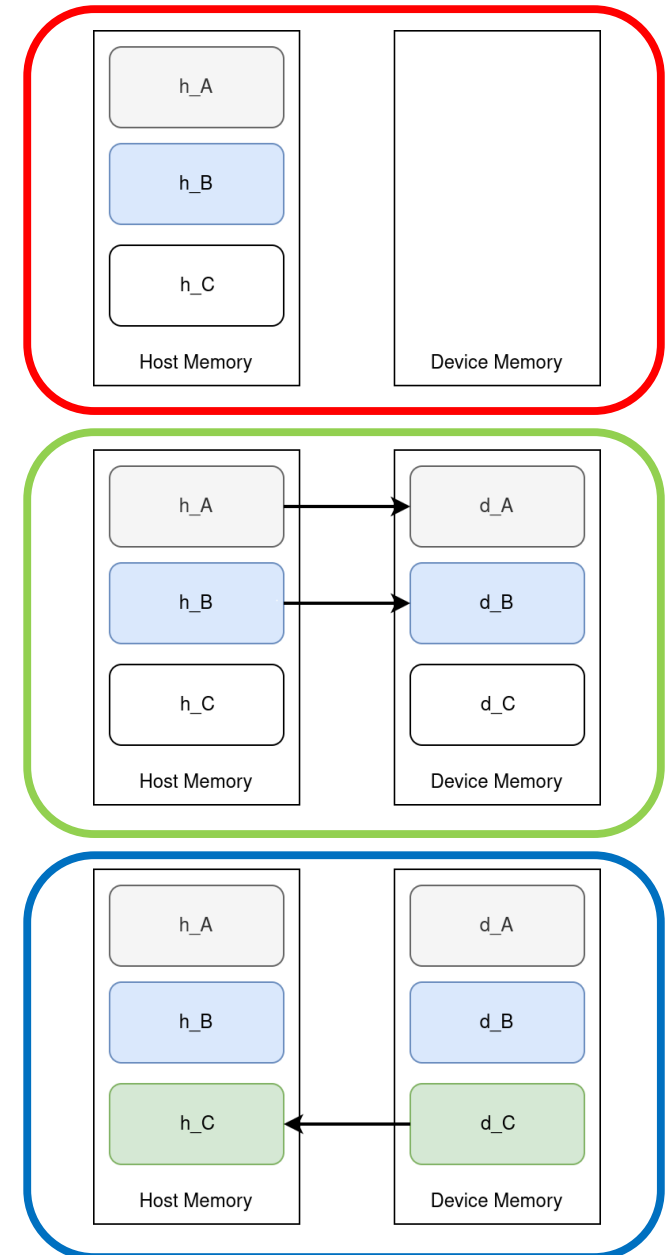 h_A
h_B
h_C
Host Memory
Device Memory
h_A
d_A
h_B
d_B
h_C
d_C
Host Memory
Device Memory
h_A
d_A
h_B
d_B
h_C
d_C
Host Memory
Device Memory